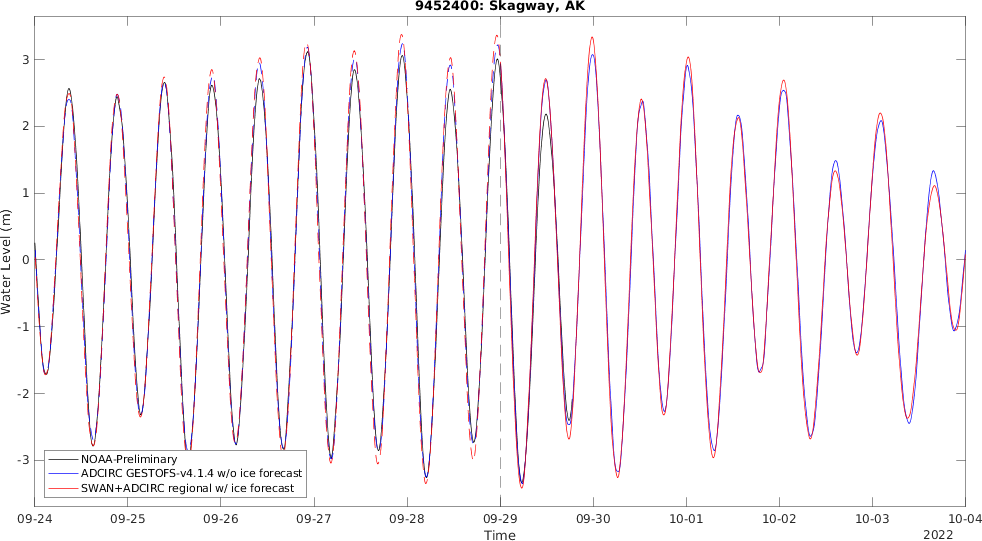 9452400: Skagway, AK
Water Level (m)
3
2
1
0
-1
-2
-3
NOAA-Preliminary
ADCIRC GESTOFS-v4.1.4 w/o ice forecast
SWAN+ADCIRC regional w/ ice forecast
09-24 09-25 09-26 09-27 09-28 09-29 09-30 10-01 10-02 10-03 10-04
Time
2022